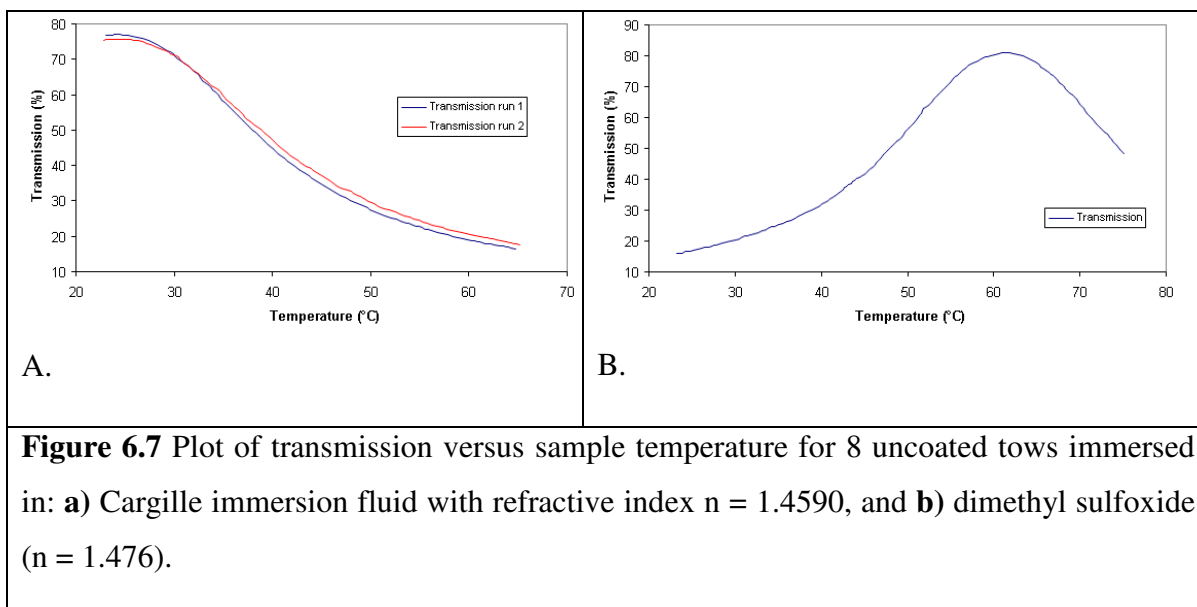 80
70
60
50
40
30
20
10
Transmission (%)
Transmission run 1
Transmission run 2
20 30 40 50 60 70
Temperature (°C)
A.
90
80
70
60
50
40
30
20
10
Transmission (%)
Transmission
20 30 40 50 60 70 80
Temperature (°C)
B.
Figure 6.7 Plot of transmission versus sample temperature for 8 uncoated tows immersed
in: a) Cargille immersion fluid with refractive index n = 1.4590, and b) dimethyl sulfoxide
(n = 1.476).